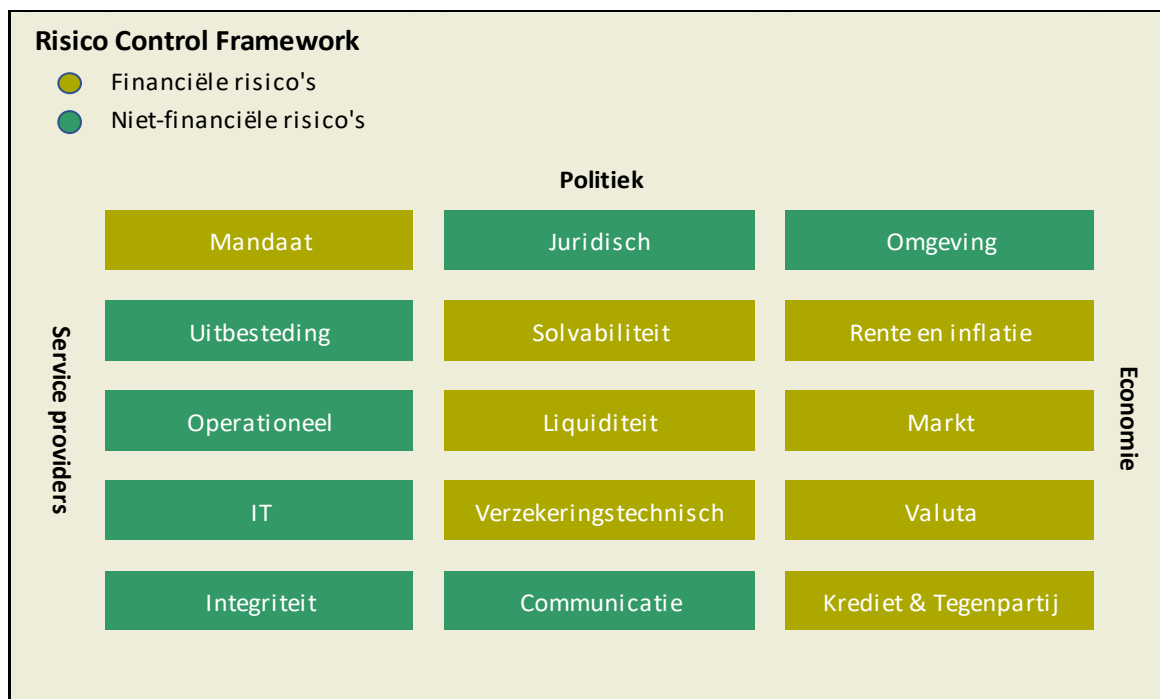 Risico Control Framework
Financiële risico's
Niet-financiële risico's
Politiek
Mandaat
Juridisch
Omgeving
Service providers
Uitbesteding
Solvabiliteit
Rente en inflatie
Economie
Operationeel
Liquiditeit
Markt
IT
Verzekeringstechnisch
Valuta
Integriteit
Communicatie
Krediet & Tegenpartij